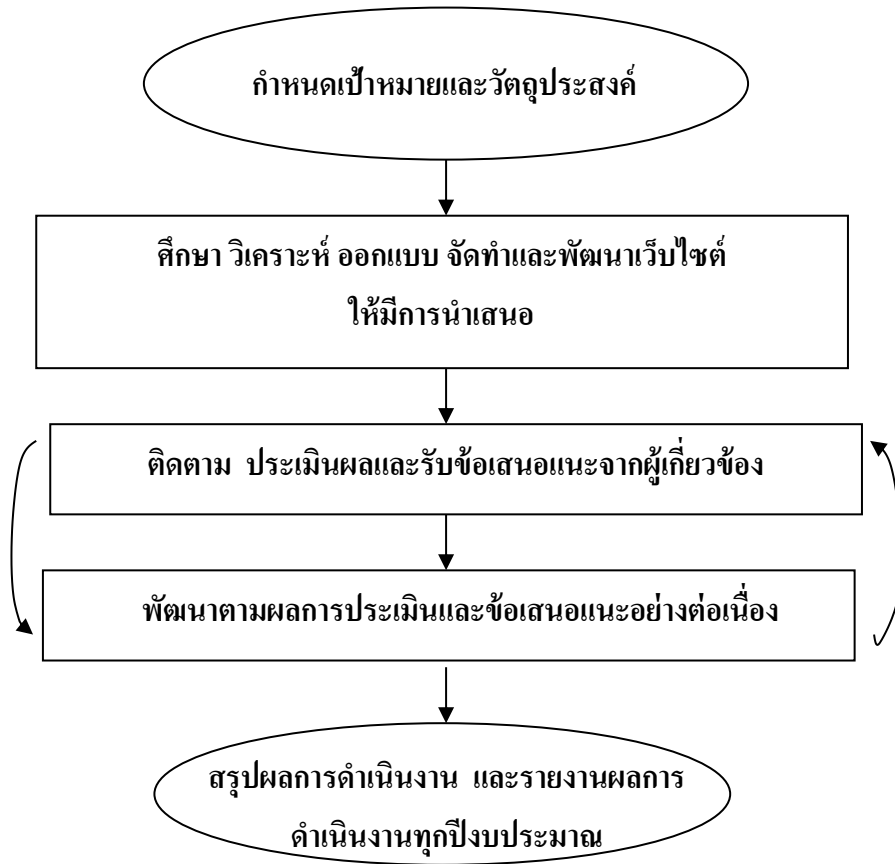 กำหนดเป้าหมายและวัตถุประสงค์
ศึกษา วิเคราะห์ ออกแบบ จัดทำและพัฒนาเว็บไซต์
ให้มีการนำเสนอ
ติดตาม ประเมินผลและรับข้อเสนอแนะจากผู้เกี่ยวข้อง
พัฒนาตามผลการประเมินและข้อเสนอแนะอย่างต่อเนื่อง
สรุปผลการดำเนินงาน และรายงานผลการ
ดำเนินงานทุกปีงบประมาณ